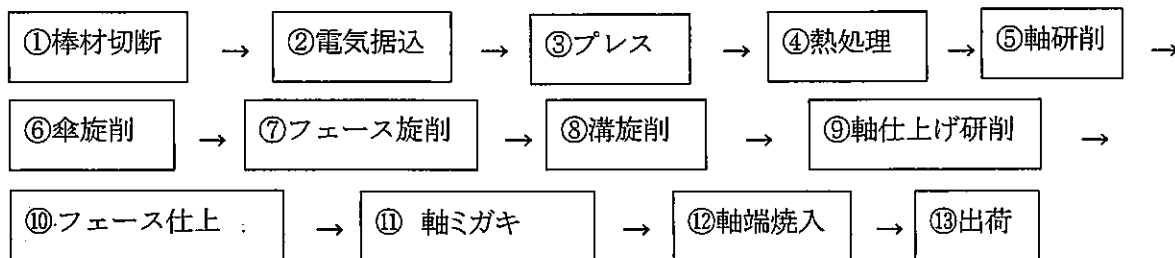 ①棒材切断 → ②電気据込 → ③プレス → ④熱処理 → ⑤軸研削 →
⑥傘旋削 → ⑦フェース旋削 → ⑧溝旋削 → ⑨軸仕上げ研削 →
⑩フェース仕上 → ⑪ 軸ミガキ → ⑫軸端焼入 → ⑬出荷